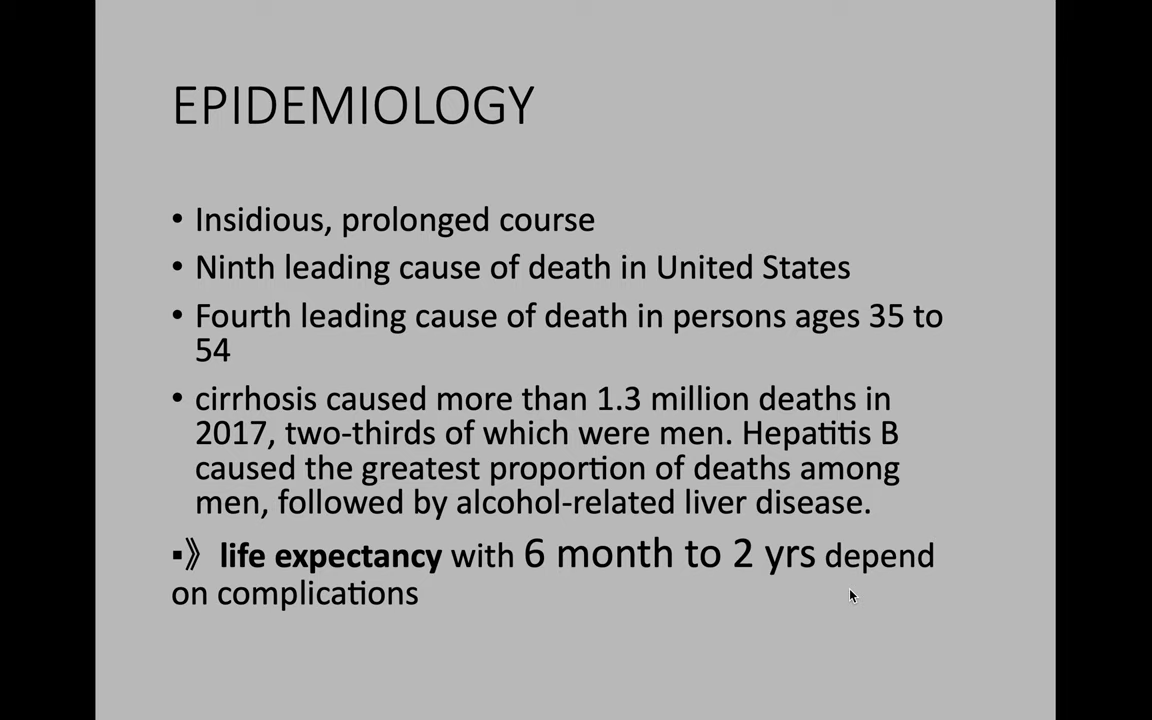 EPIDEMIOLOGY
• Insidious, prolonged course
• Ninth leading cause of death in United States
• Fourth leading cause of death in persons ages 35 to
54
• cirrhosis caused more than 1.3 million deaths in
2017, two-thirds of which were men. Hepatitis B
caused the greatest proportion of deaths among
men, followed by alcohol-related liver disease.
▪》 life expectancy with 6 month to 2 yrs depend
on complications